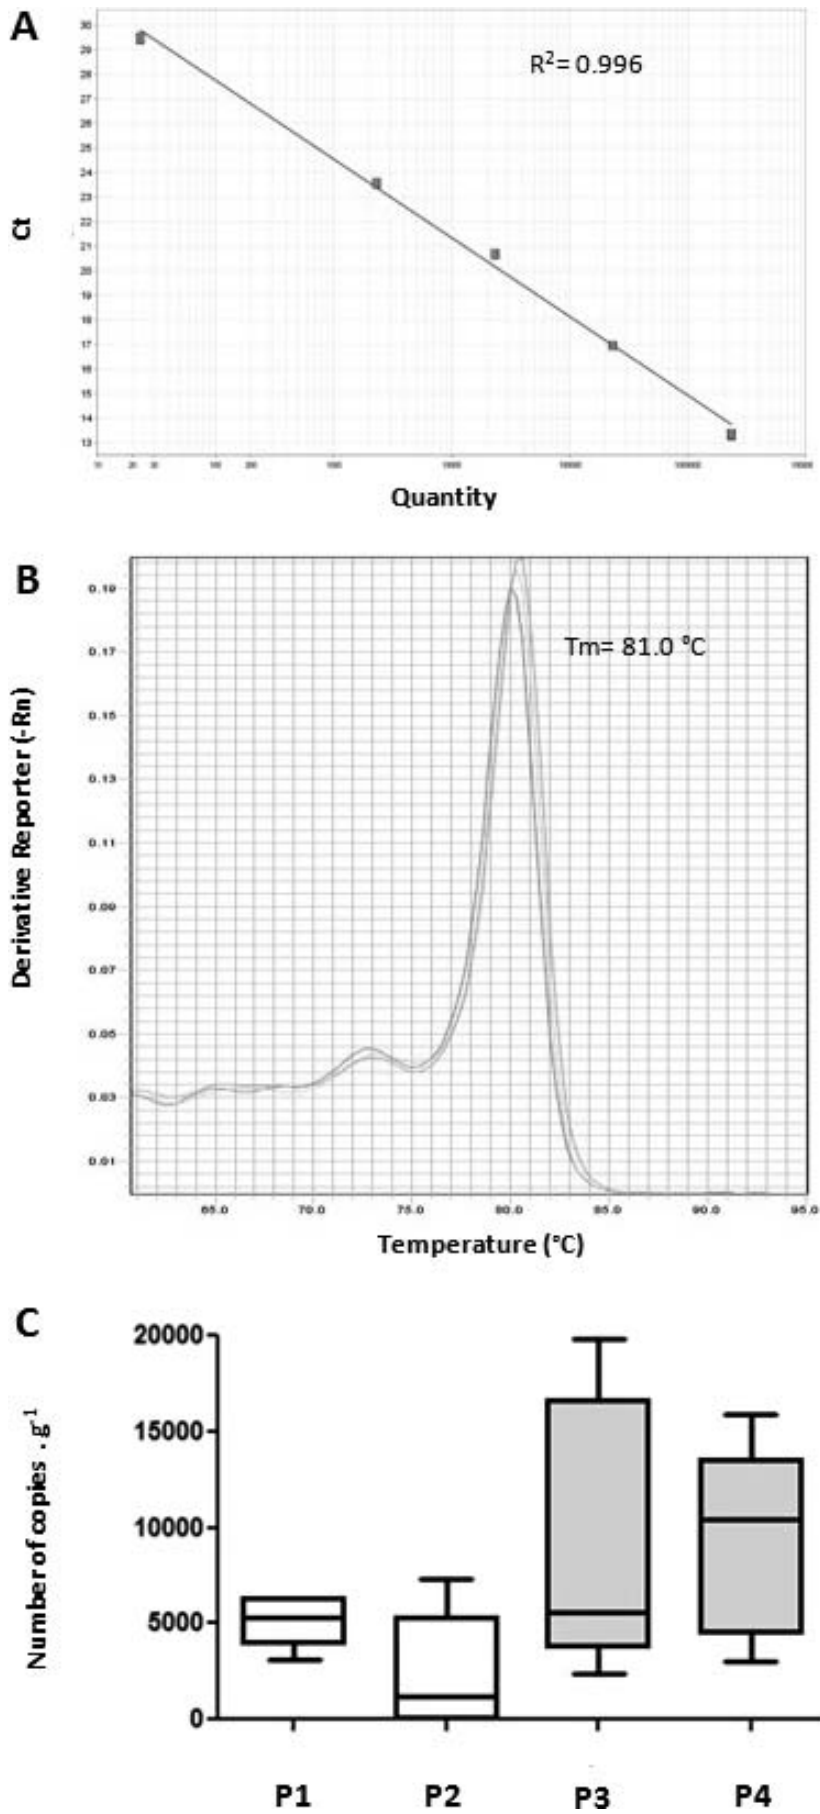 A
30
29
28
27
26
25
24
23
22
21
20
19
18
17
16
15
14
13
R²= 0.996
Ct
Quantity
B
0.19
0.17
0.15
0.13
0.11
0.09
0.07
0.05
0.03
0.01
Tm= 81.0 °C
Derivative Reporter (-Rn)
65.0 70.0 75.0 80.0 85.0 90.0 95.0
Temperature (°C)
C
20000
15000
10000
5000
0
Number of copies . g⁻¹
P1 P2 P3 P4